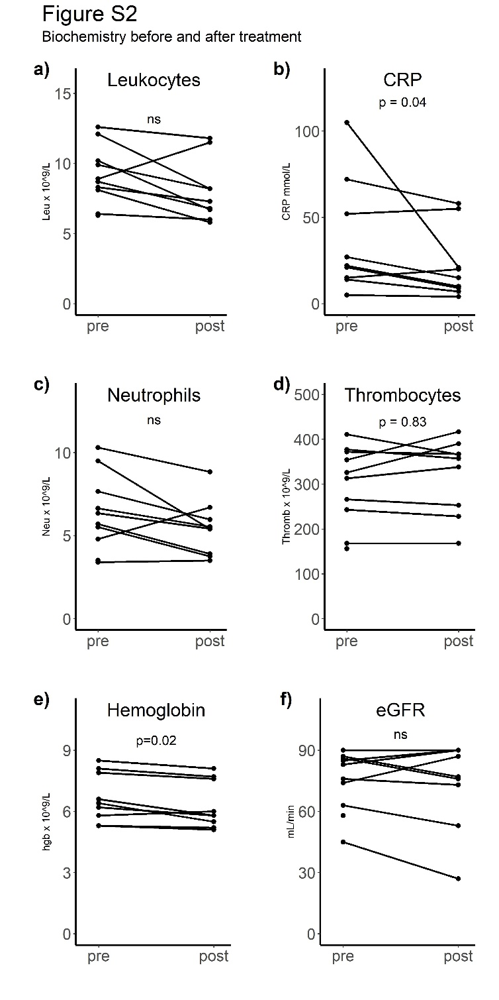 Figure S2
Biochemistry before and after treatment
a)
Leukocytes
ns
15
10
5
0
Leu x 10^9/L
pre
post
b)
CRP
p = 0.04
100
50
0
CRP mmol/L
pre
post
c)
Neutrophils
ns
10
5
0
Neu x 10^9/L
pre
post
d)
Thrombocytes
p = 0.83
500
400
300
200
100
0
Thromb x 10^9/L
pre
post
e)
Hemoglobin
p=0.02
9
6
3
0
hgb x 10^9/L
pre
post
f)
eGFR
ns
90
60
30
0
mL/min
pre
post